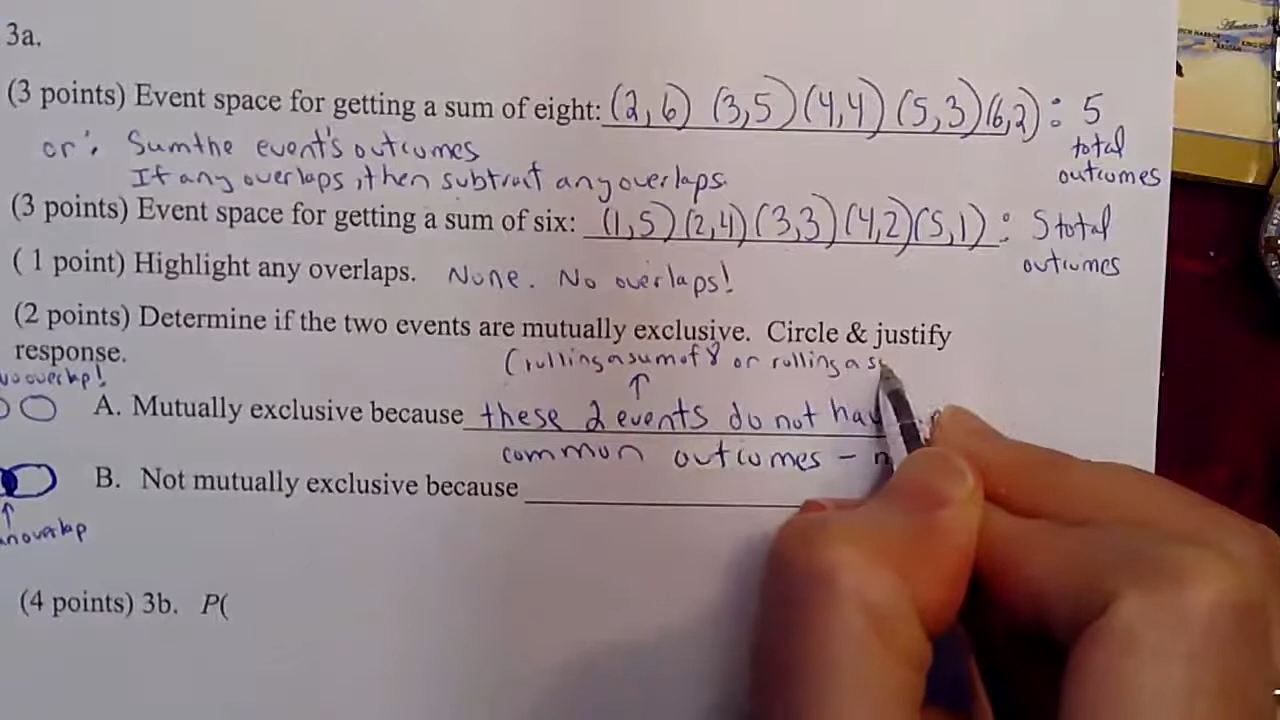 3a.
(3 points) Event space for getting a sum of eight: (2,6) (3,5) (4,4) (5,3) (6,2) : 5
total
outcomes
or: Sum the event's outcomes
If any overlaps, then subtract any overlaps.
(3 points) Event space for getting a sum of six: (1,5) (2,4) (3,3) (4,2) (5,1) : 5 total
outcomes
( 1 point) Highlight any overlaps. None. No overlaps!
(2 points) Determine if the two events are mutually exclusive. Circle & justify
response.
(rolling a sum of 8 or rolling a s
overlap!
A. Mutually exclusive because these 2 events do not hav
common outcomes –
B. Not mutually exclusive because
overlap
(4 points) 3b. P(